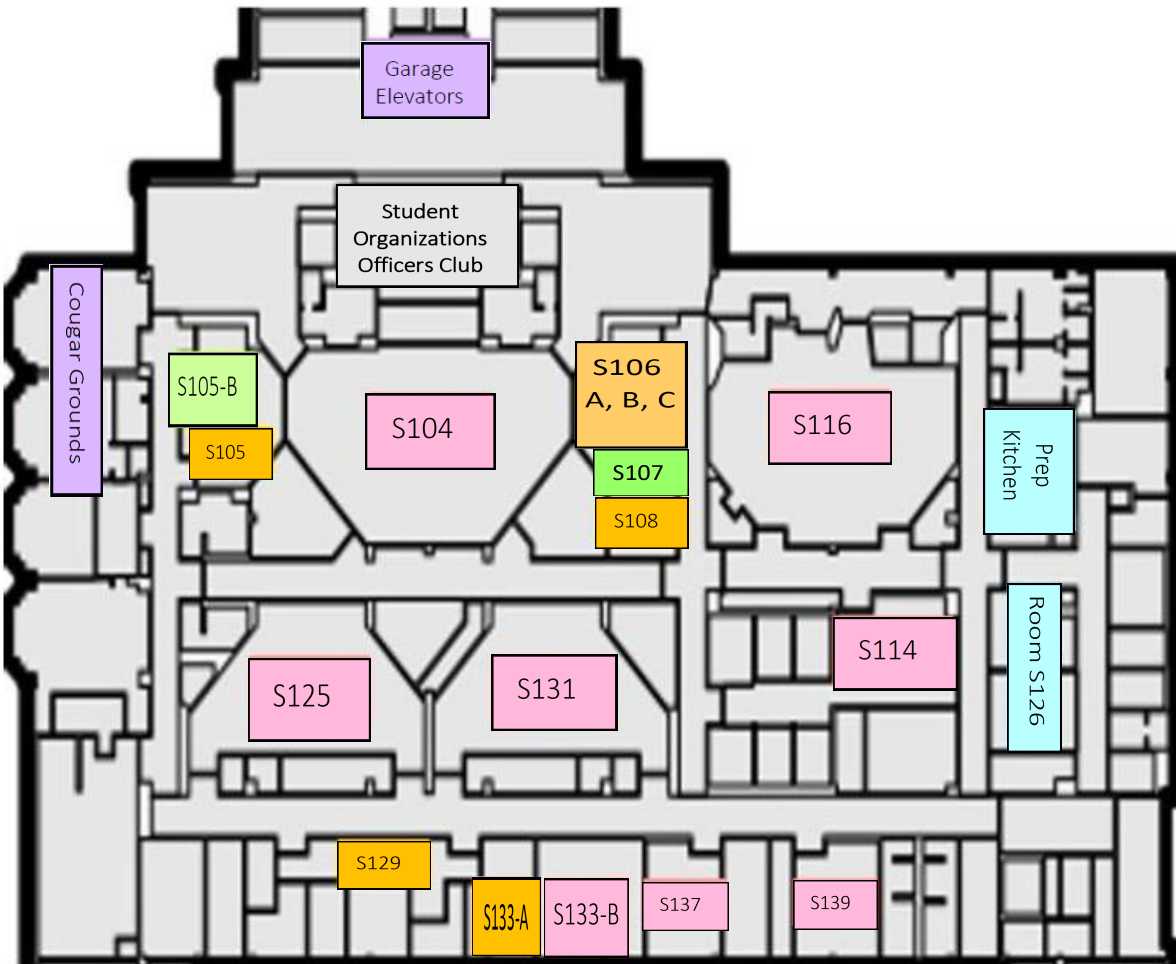 Garage
Elevators
Student
Organizations
Officers Club
Cougar Grounds
S105-B
S105
S104
S106
A, B, C
S107
S108
S116
Prep
Kitchen
S125
S131
S114
Room S126
S129
S133-A
S133-B
S137
S139